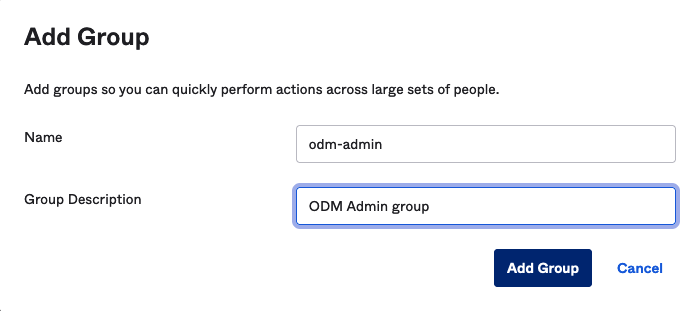 Add Group
Add groups so you can quickly perform actions across large sets of people.
Name
odm-admin
Group Description
ODM Admin group
Add Group
Cancel